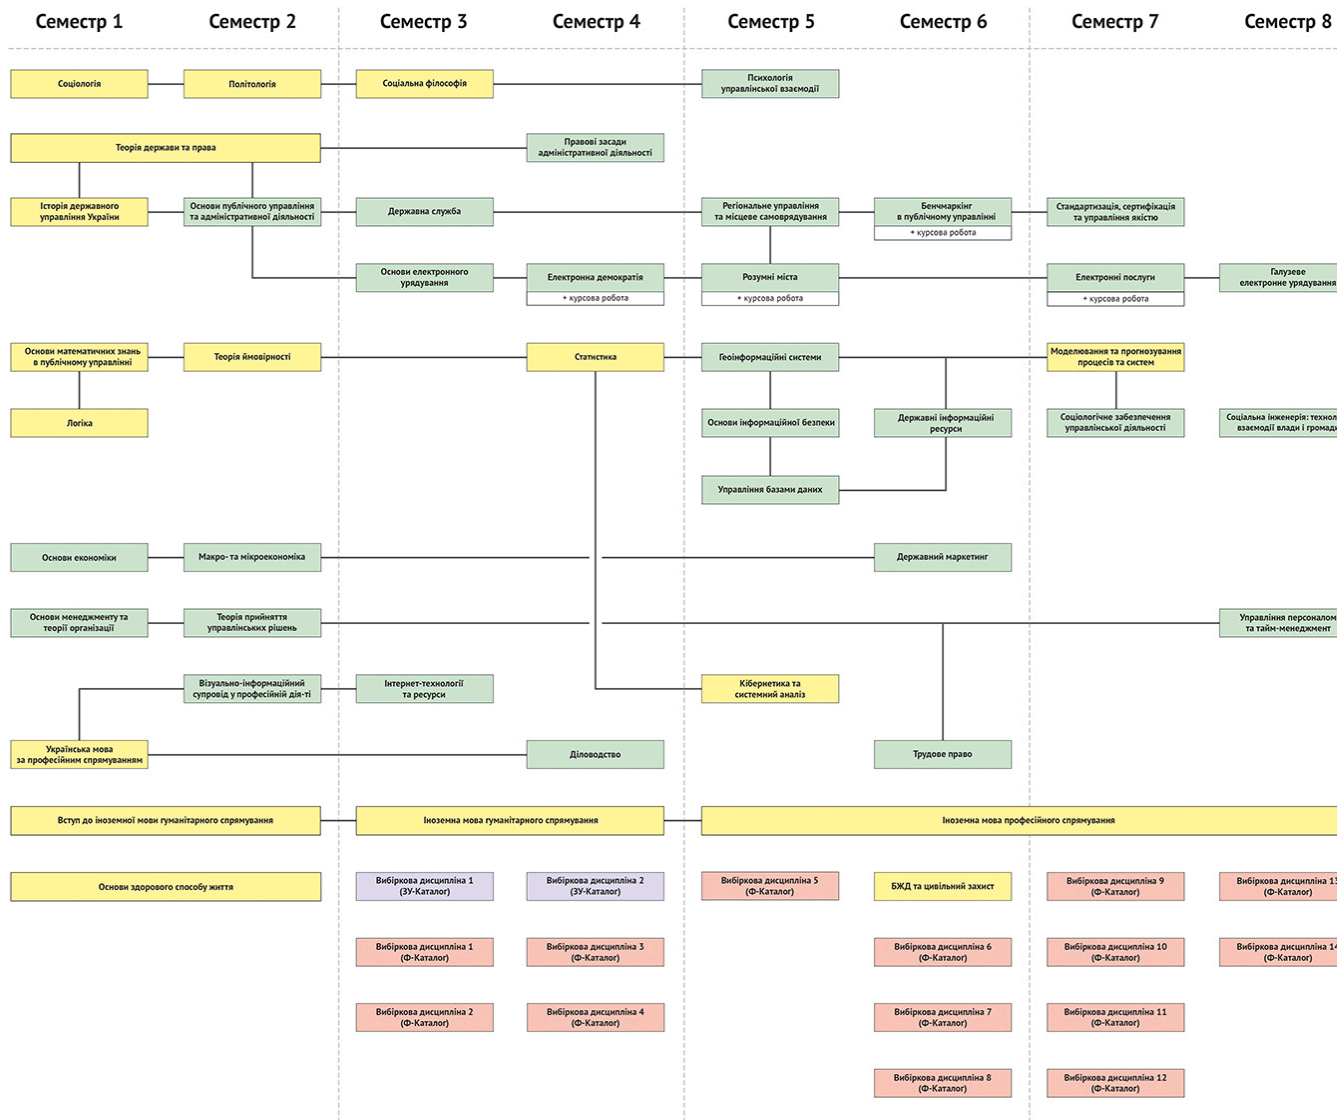 Семестр 1
Семестр 2
Семестр 3
Семестр 4
Семестр 5
Семестр 6
Семестр 7
Семестр 8
Соціологія
Політологія
Соціальна філософія
Психологія
управлінської взаємодії
Теорія держави та права
Правові засади
адміністративної діяльності
Історія державного
управління України
Основи публічного управління
та адміністративної діяльності
Державна служба
Регіональне управління
та місцеве самоврядування
Бенчмаркінг
в публічному управлінні
+ курсова робота
Стандартизація, сертифікація
та управління якістю
Основи електронного
урядування
Електронна демократія
+ курсова робота
Розумні міста
+ курсова робота
Електронні послуги
+ курсова робота
Галузеве
електронне урядування
Основи математичних знань
в публічному управлінні
Теорія ймовірності
Статистика
Геоінформаційні системи
Моделювання та прогнозування
процесів та систем
Логіка
Основи інформаційної безпеки
Державні інформаційні
ресурси
Соціологічне забезпечення
управлінської діяльності
Соціальна інженерія: технол
взаємодії влади і громади
Управління базами даних
Основи економіки
Макро- та мікроекономіка
Державний маркетинг
Основи менеджменту та
теорії організації
Теорія прийняття
управлінських рішень
Управління персоналом
та тайм-менеджмент
Візуально-інформаційний
супровід у професійній дія-ті
Інтернет-технології
та ресурси
Кібернетика та
системний аналіз
Українська мова
за професійним спрямуванням
Діловодство
Трудове право
Вступ до іноземної мови гуманітарного спрямування
Іноземна мова гуманітарного спрямування
Іноземна мова професійного спрямування
Основи здорового способу життя
Вибіркова дисципліна 1
(ЗУ-Каталог)
Вибіркова дисципліна 2
(ЗУ-Каталог)
Вибіркова дисципліна 5
(Ф-Каталог)
БЖД та цивільний захист
Вибіркова дисципліна 9
(Ф-Каталог)
Вибіркова дисципліна 13
(Ф-Каталог)
Вибіркова дисципліна 1
(Ф-Каталог)
Вибіркова дисципліна 3
(Ф-Каталог)
Вибіркова дисципліна 6
(Ф-Каталог)
Вибіркова дисципліна 10
(Ф-Каталог)
Вибіркова дисципліна 14
(Ф-Каталог)
Вибіркова дисципліна 2
(Ф-Каталог)
Вибіркова дисципліна 4
(Ф-Каталог)
Вибіркова дисципліна 7
(Ф-Каталог)
Вибіркова дисципліна 11
(Ф-Каталог)
Вибіркова дисципліна 8
(Ф-Каталог)
Вибіркова дисципліна 12
(Ф-Каталог)